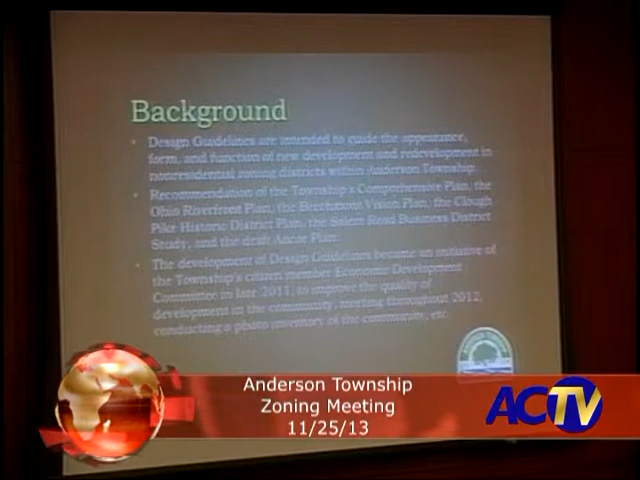 Background
• Design Guidelines are intended to guide the appearance,
form, and function of new development and redevelopment in
nonresidential zoning districts within Anderson Township
• Recommendation of the Township's Comprehensive Plan, the
Ohio Riverfront Plan, the Beechmont Vision Plan, the Clough
Pike Historic District Plan, the Salem Road Business District
Study, and the draft Ancor Plan.
• The development of Design Guidelines became an initiative of
the Township's citizen member Economic Development
Committee in late 2011, to improve the quality of
development in the community, meeting throughout 2012,
conducting a photo inventory of the community, etc.
Anderson Township
Zoning Meeting
11/25/13
ACTV